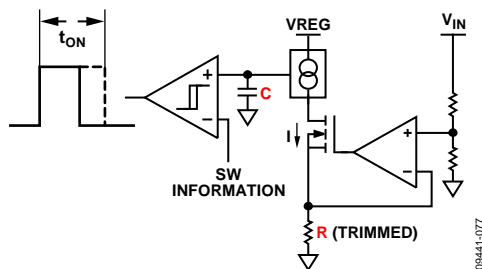 tON
VREG
VIN
C
I
SW
INFORMATION
R (TRIMMED)
+
−
+
−
09441-077